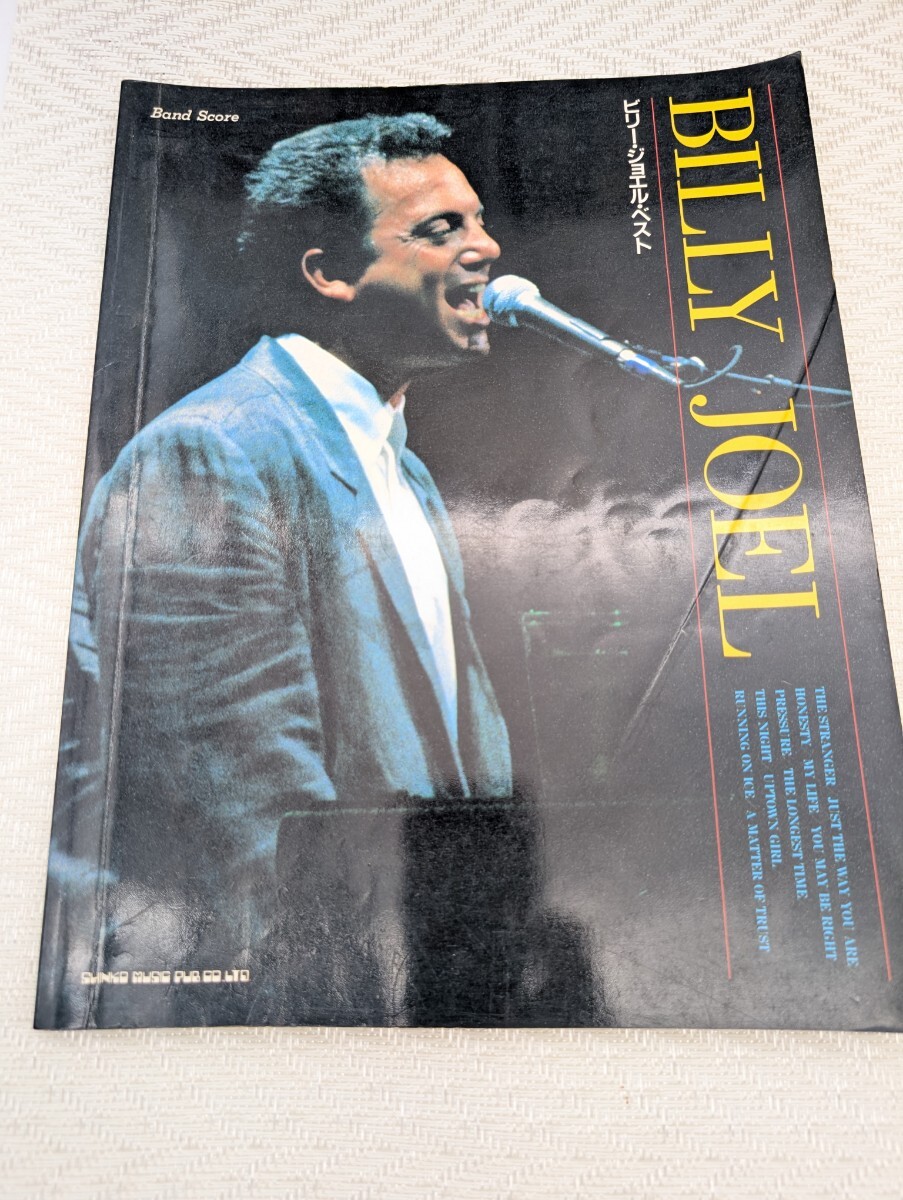 Band Score
ビリー・ジョエル・ベスト
BILLY JOEL
THE STRANGER JUST THE WAY YOU ARE
HONESTY MY LIFE YOU MAY BE RIGHT
PRESSURE THE LONGEST TIME
THIS NIGHT UPTOWN GIRL
RUNNING ON ICE A MATTER OF TRUST
SHINKO MUSIC PUB CO.,LTD